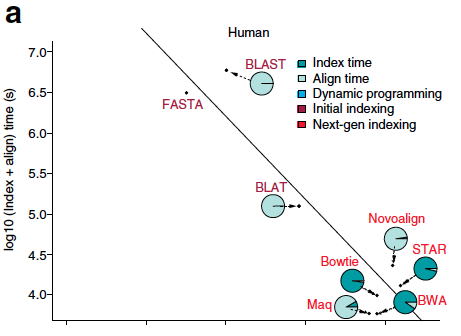 a
Human
7.0
6.5
6.0
5.5
5.0
4.5
4.0
log10 (Index + align) time (s)
BLAST
FASTA
Index time
Align time
Dynamic programming
Initial indexing
Next-gen indexing
BLAT
Novoalign
STAR
Bowtie
Maq
BWA